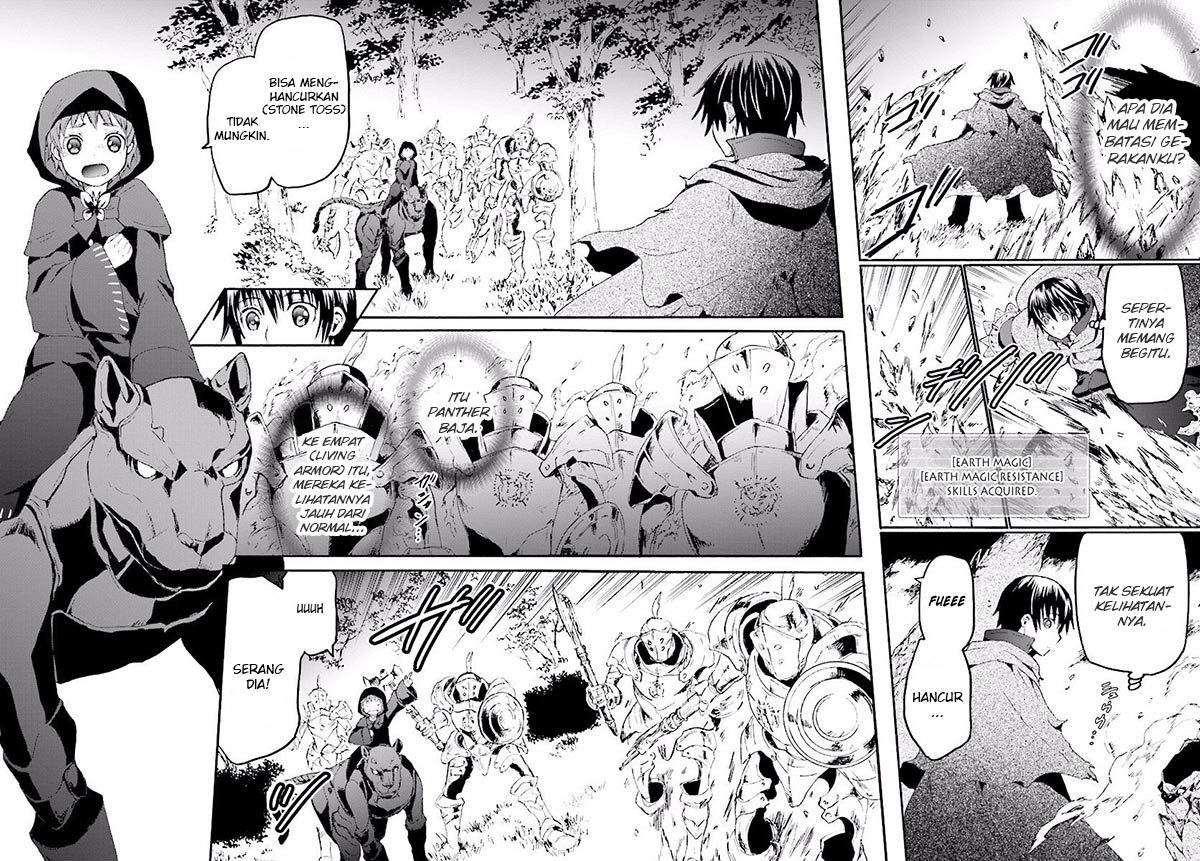 APA DIA
MAU MEM-
BATASI GE-
RAKANKU?
SEPER-
TINYA
MEMANG
BEGITU.
[EARTH MAGIC]
[EARTH MAGIC RESISTANCE]
SKILLS ACQUIRED.
TAK SEKUAT
KELIHATAN-
NYA.
FUEEE
HANCUR
...
BISA MENG-
HANCURKAN
(STONE TOSS)
...
TIDAK
MUNGKIN.
ITU
PANTHER
BAJA.
KE EMPAT
(LIVING
ARMOR) ITU,
MEREKA KE-
LIHATANNYA
JAUH DARI
NORMAL...
UUUH
SERANG
DIA!